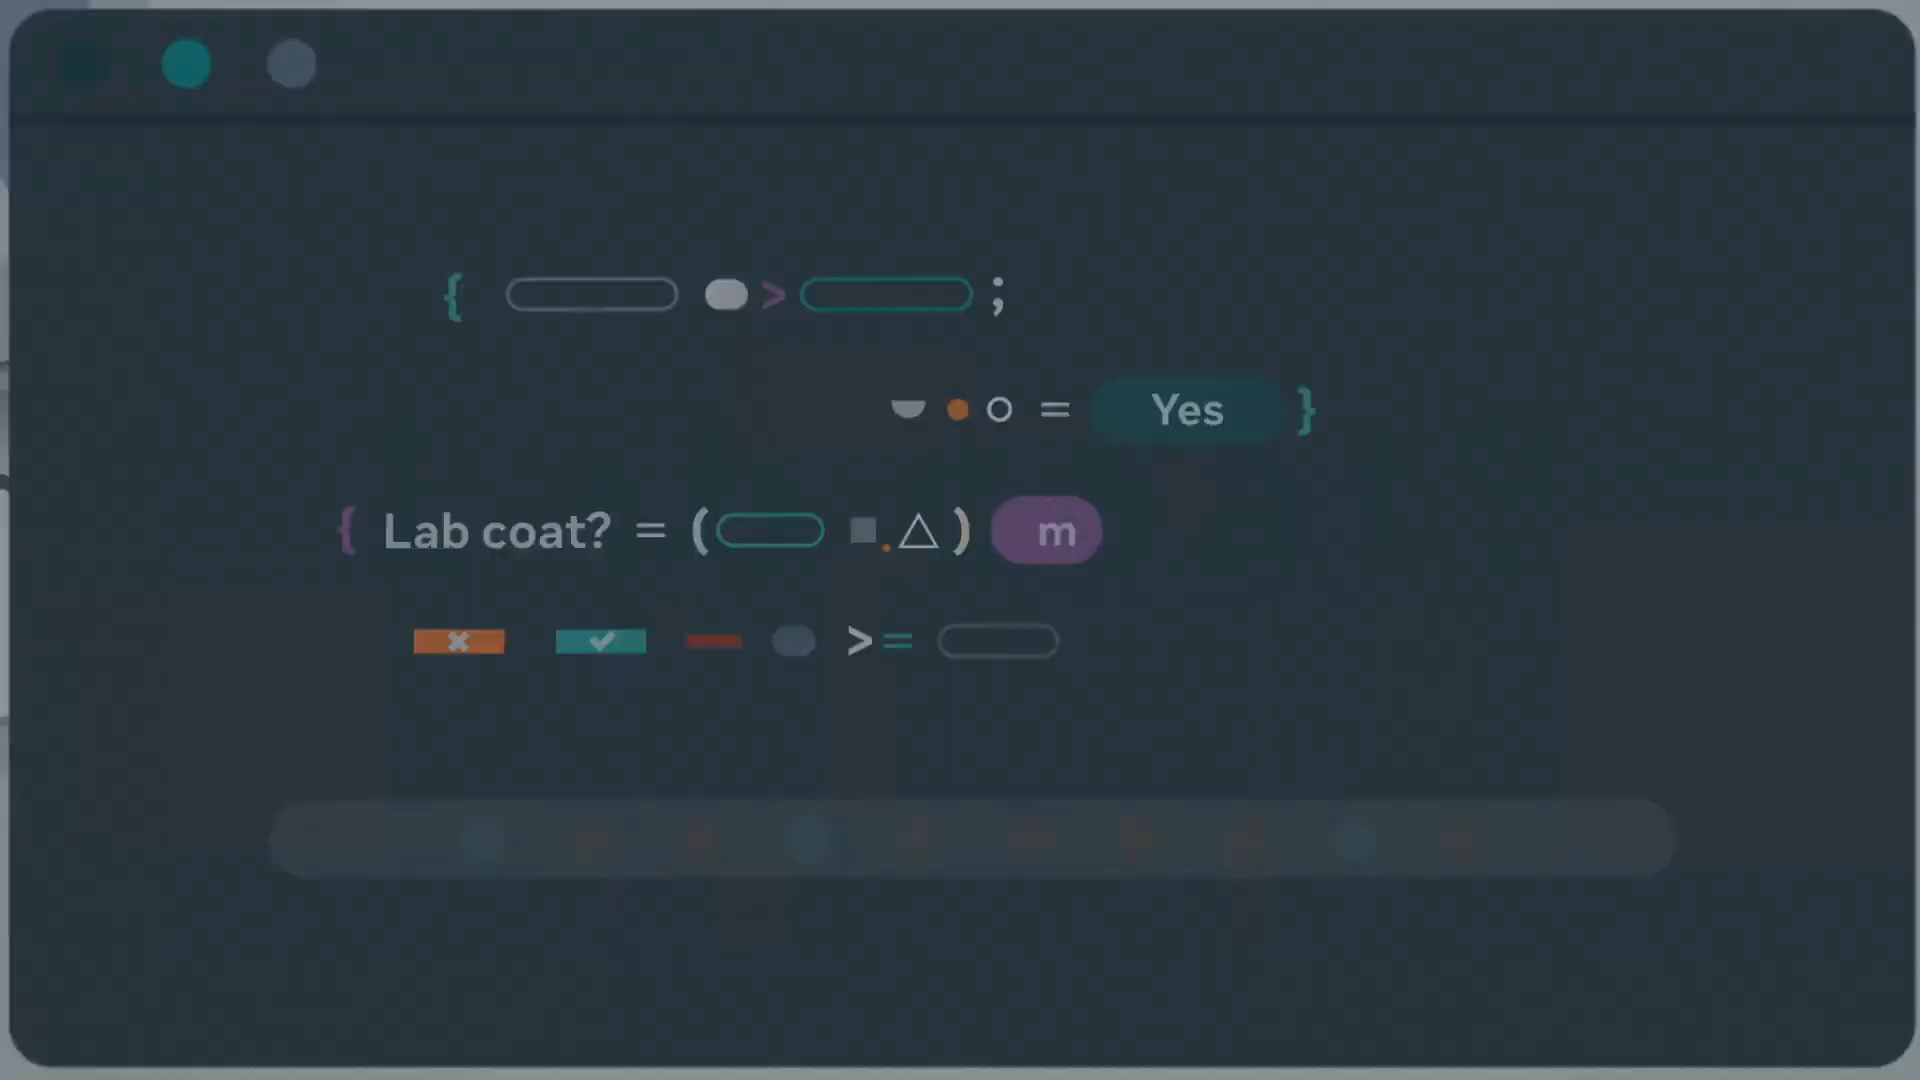 { > ;
= Yes }
{ Lab coat? = ( . ) m
>=